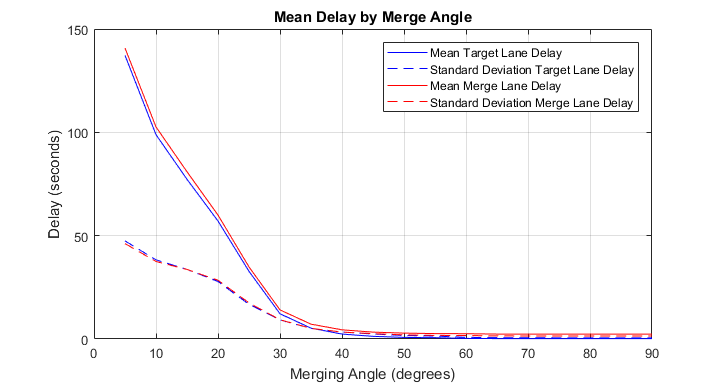 Mean Delay by Merge Angle
150
100
50
0
Delay (seconds)
Mean Target Lane Delay
Standard Deviation Target Lane Delay
Mean Merge Lane Delay
Standard Deviation Merge Lane Delay
0 10 20 30 40 50 60 70 80 90
Merging Angle (degrees)